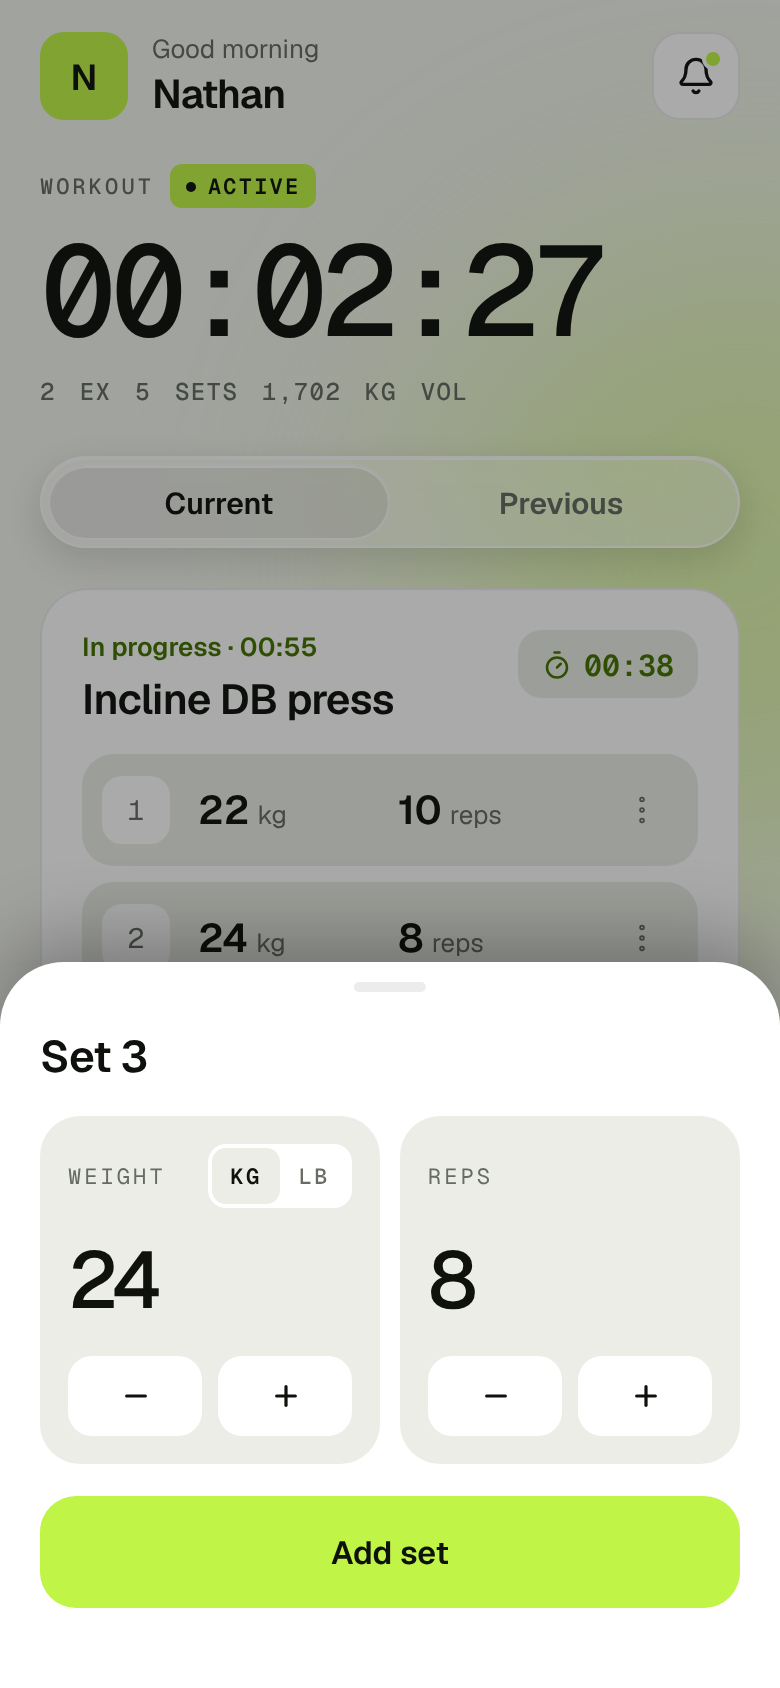 N
Good morning
Nathan
WORKOUT
ACTIVE
00:02:27
2 EX 5 SETS 1,702 KG VOL
Current
Previous
In progress · 00:55
00:38
Incline DB press
1 22 kg 10 reps
2 24 kg 8 reps
Set 3
WEIGHT KG LB
24
REPS
8
Add set